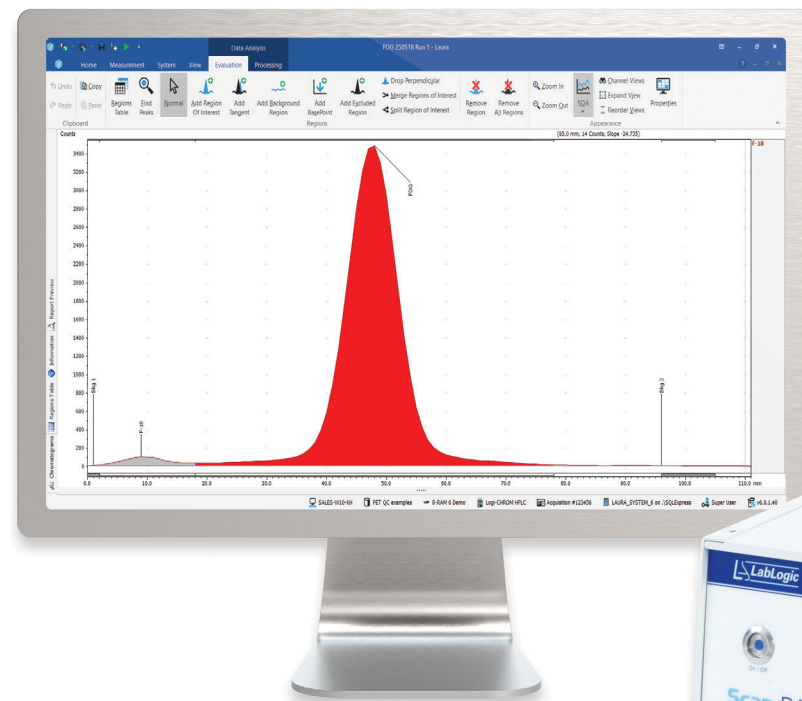 Data Analysis
FDG 250518 Run 1 - Laura
Home Measurement System View Evaluation Processing
Undo Copy
Redo Paste
Clipboard
Regions Table
Find Peaks
Normal
Add Region Of Interest
Add Tangent
Add Background Region
Add BasePoint
Add Excluded Region
Drop Perpendicular
Merge Regions of Interest
Split Region of Interest
Regions
Remove Region
Remove All Regions
Zoom In
Zoom Out
SDA
Channel Views
Expand View
Reorder Views
Properties
Appearance
Counts
(85.0 mm, 14 Counts, Slope -24.735)
F-18
3400
3200
3000
2800
2600
2400
2200
2000
1800
1600
1400
1200
1000
800
600
400
200
0
FDG
Bkg 1
F-18
Bkg 2
0.0 10.0 20.0 30.0 40.0 50.0 60.0 70.0 80.0 90.0 100.0 110.0 mm
Report Preview
Information
Regions Table
Chromatograms
SALES-W10-KH PET QC examples B-RAM 6 Demo Logi-CHROM HPLC Acquisition #123456 LAURA_SYSTEM_6 on .\SQLExpress Super User v6.0.1.40
LabLogic
On / Off